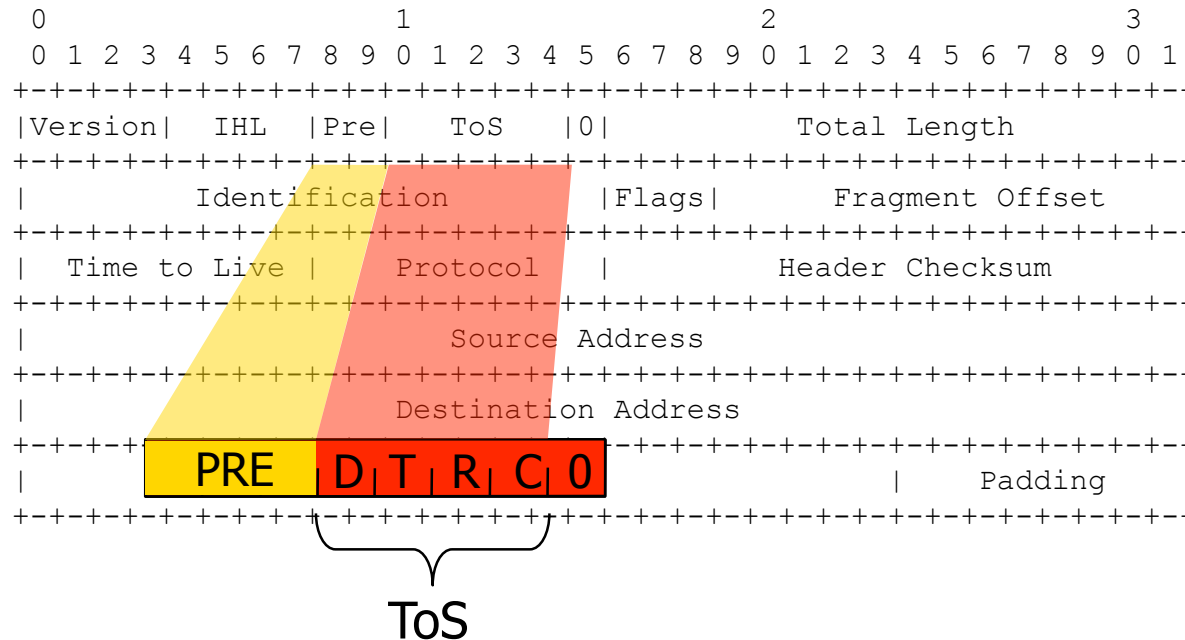 0                   1                   2                   3
0 1 2 3 4 5 6 7 8 9 0 1 2 3 4 5 6 7 8 9 0 1 2 3 4 5 6 7 8 9 0 1
+-+-+-+-+-+-+-+-+-+-+-+-+-+-+-+-+-+-+-+-+-+-+-+-+-+-+-+-+-+-+-+-
|Version|  IHL  |Pre|   ToS   |0|          Total Length
+-+-+-+-+-+-+-+-+-+-+-+-+-+-+-+-+-+-+-+-+-+-+-+-+-+-+-+-+-+-+-+-
|         Identification        |Flags|      Fragment Offset
+-+-+-+-+-+-+-+-+-+-+-+-+-+-+-+-+-+-+-+-+-+-+-+-+-+-+-+-+-+-+-+-
|  Time to Live |    Protocol   |         Header Checksum
+-+-+-+-+-+-+-+-+-+-+-+-+-+-+-+-+-+-+-+-+-+-+-+-+-+-+-+-+-+-+-+-
|                       Source Address
+-+-+-+-+-+-+-+-+-+-+-+-+-+-+-+-+-+-+-+-+-+-+-+-+-+-+-+-+-+-+-+-
|                    Destination Address
+-+-+-+-+-+-+-+-+-+-+-+-+-+-+-+-+-+-+-+-+-+-+-+-+-+-+-+-+-+-+-+-
| PRE D T R C 0 |    Padding
+-+-+-+-+-+-+-+-+-+-+-+-+-+-+-+-+-+-+-+-+-+-+-+-+-+-+-+-+-+-+-+-
ToS